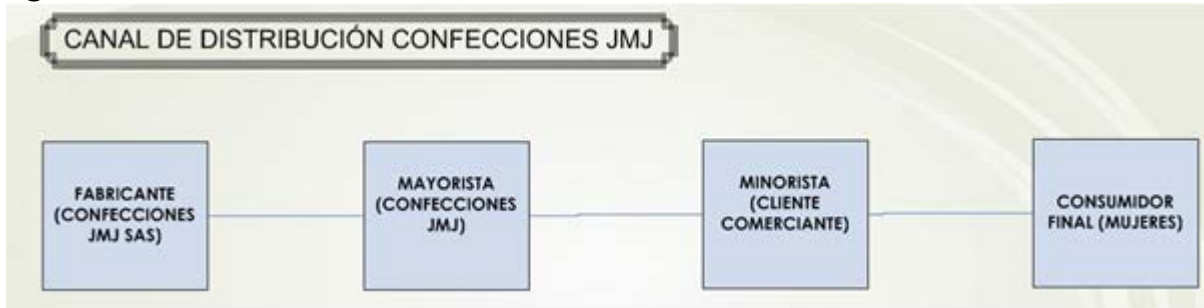 CANAL DE DISTRIBUCIÓN CONFECCIONES JMJ
FABRICANTE
(CONFECCIONES
JMJ SAS)
MAYORISTA
(CONFECCIONES
JMJ)
MINORISTA
(CLIENTE
COMERCIANTE)
CONSUMIDOR
FINAL (MUJERES)